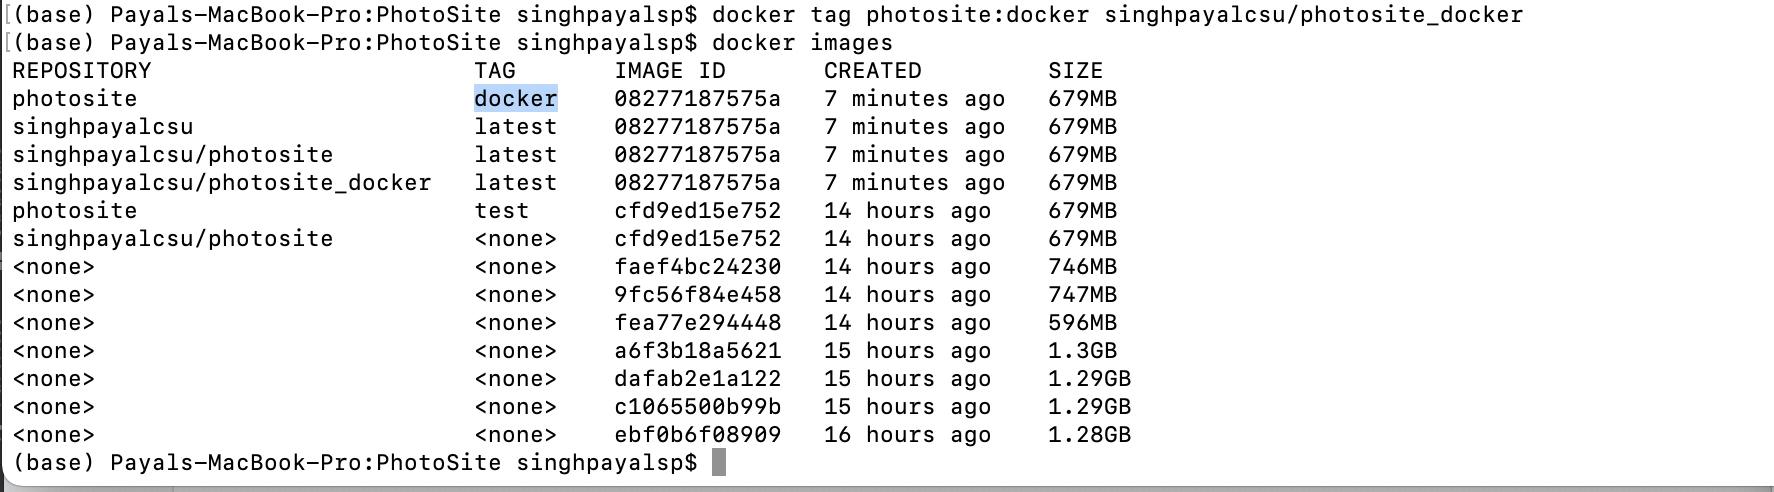 (base) Payals-MacBook-Pro:PhotoSite singhpayalsp$ docker tag photosite:docker singhpayalcsu/photosite_docker
(base) Payals-MacBook-Pro:PhotoSite singhpayalsp$ docker images
REPOSITORY TAG IMAGE ID CREATED SIZE
photosite docker 08277187575a 7 minutes ago 679MB
singhpayalcsu latest 08277187575a 7 minutes ago 679MB
singhpayalcsu/photosite latest 08277187575a 7 minutes ago 679MB
singhpayalcsu/photosite_docker latest 08277187575a 7 minutes ago 679MB
photosite test cfd9ed15e752 14 hours ago 679MB
singhpayalcsu/photosite <none> cfd9ed15e752 14 hours ago 679MB
<none> <none> faef4bc24230 14 hours ago 746MB
<none> <none> 9fc56f84e458 14 hours ago 747MB
<none> <none> fea77e294448 14 hours ago 596MB
<none> <none> a6f3b18a5621 15 hours ago 1.3GB
<none> <none> dafab2e1a122 15 hours ago 1.29GB
<none> <none> c1065500b99b 15 hours ago 1.29GB
<none> <none> ebf0b6f08909 16 hours ago 1.28GB
(base) Payals-MacBook-Pro:PhotoSite singhpayalsp$